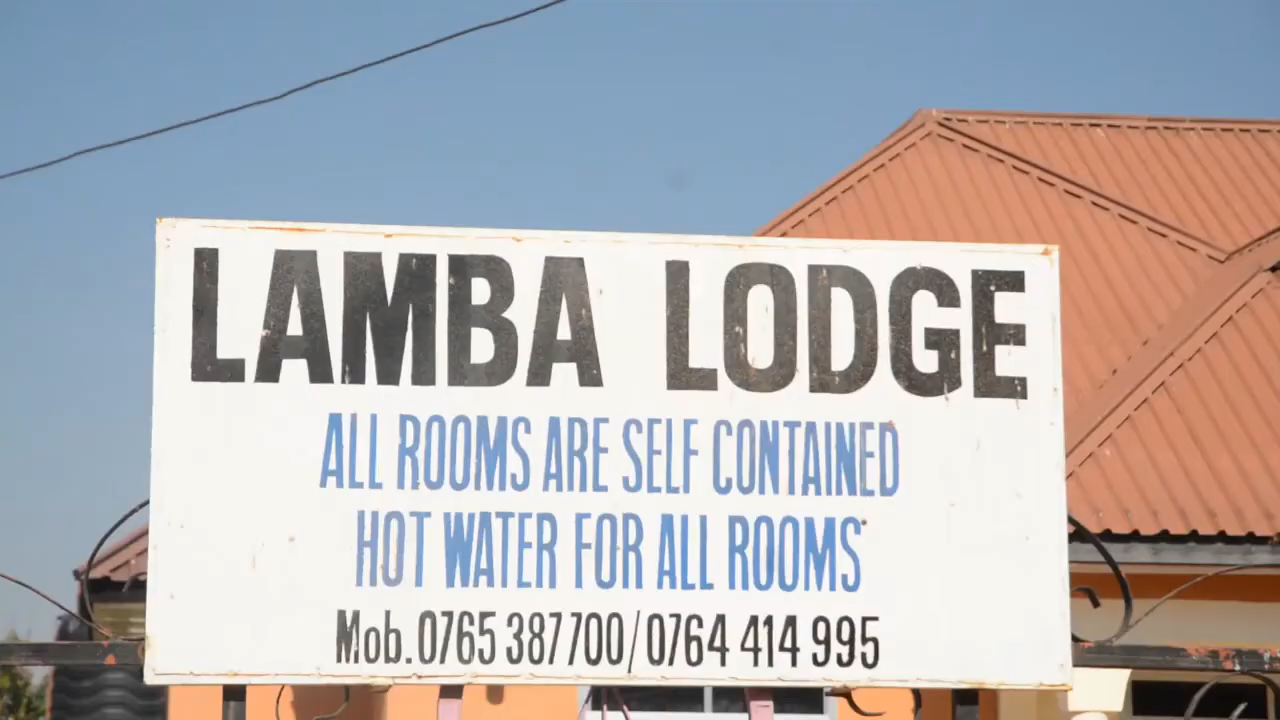 LAMBA LODGE
ALL ROOMS ARE SELF CONTAINED
HOT WATER FOR ALL ROOMS
Mob.0765 387700/0764 414 995